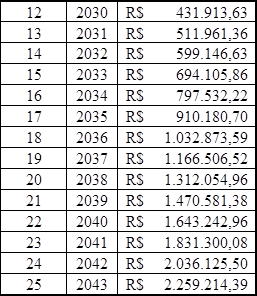 12 2030 R$ 431.913,63
13 2031 R$ 511.961,36
14 2032 R$ 599.146,63
15 2033 R$ 694.105,86
16 2034 R$ 797.532,22
17 2035 R$ 910.180,70
18 2036 R$ 1.032.873,59
19 2037 R$ 1.166.506,52
20 2038 R$ 1.312.054,96
21 2039 R$ 1.470.581,38
22 2040 R$ 1.643.242,96
23 2041 R$ 1.831.300,08
24 2042 R$ 2.036.125,50
25 2043 R$ 2.259.214,39